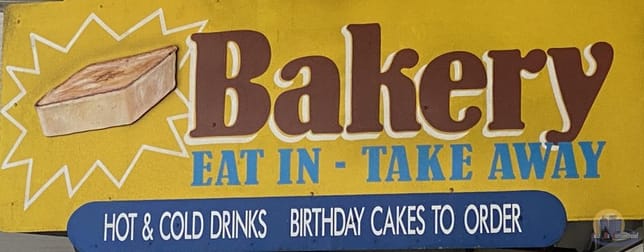 Bakery
EAT IN - TAKE AWAY
HOT & COLD DRINKS BIRTHDAY CAKES TO ORDER